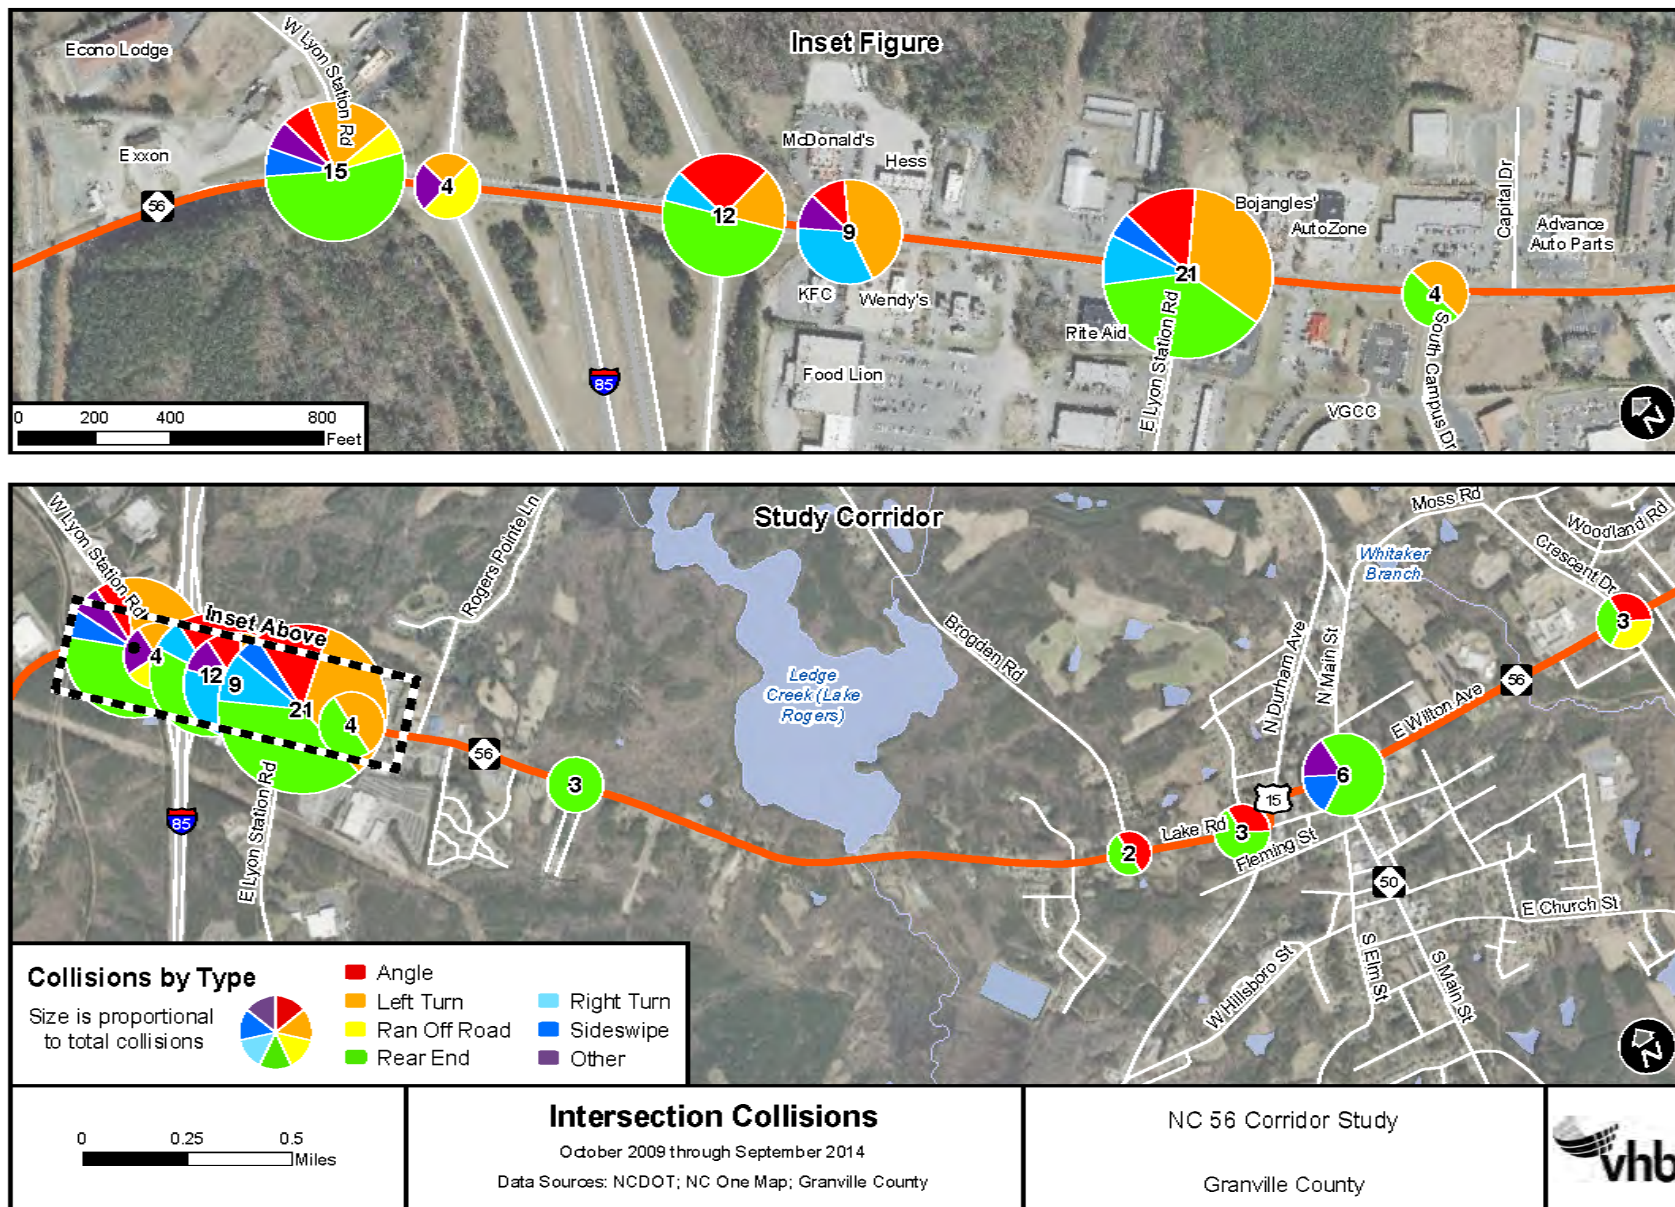 Inset Figure
Econo Lodge
W Lyon Station Rd
Exxon
56
15
4
85
12
McDonald's
Hess
9
KFC
Wendy's
Food Lion
Bojangles'
AutoZone
21
Rite Aid
E Lyon Station Rd
4
South Campus Dr
VGCC
Capital Dr
Advance
Auto Parts
0 200 400 800
Feet
N
Study Corridor
W Lyon Station Rd
Inset Above
4
12
9
21
4
85
E Lyon Station Rd
Rogers Pointe Ln
56
3
Ledge
Creek (Lake
Rogers)
Brogden Rd
2
Lake Rd
3
15
Fleming St
N Durham Ave
N Main St
6
50
E Wilton Ave
56
Whitaker
Branch
Moss Rd
Woodland Rd
Crescent Dr
3
E Church St
W Hillsboro St
S Elm St
S Main St
N
Collisions by Type
Size is proportional
to total collisions
Angle
Left Turn
Ran Off Road
Rear End
Right Turn
Sideswipe
Other
0 0.25 0.5
Miles
Intersection Collisions
October 2009 through September 2014
Data Sources: NCDOT; NC One Map; Granville County
NC 56 Corridor Study
Granville County
vhb